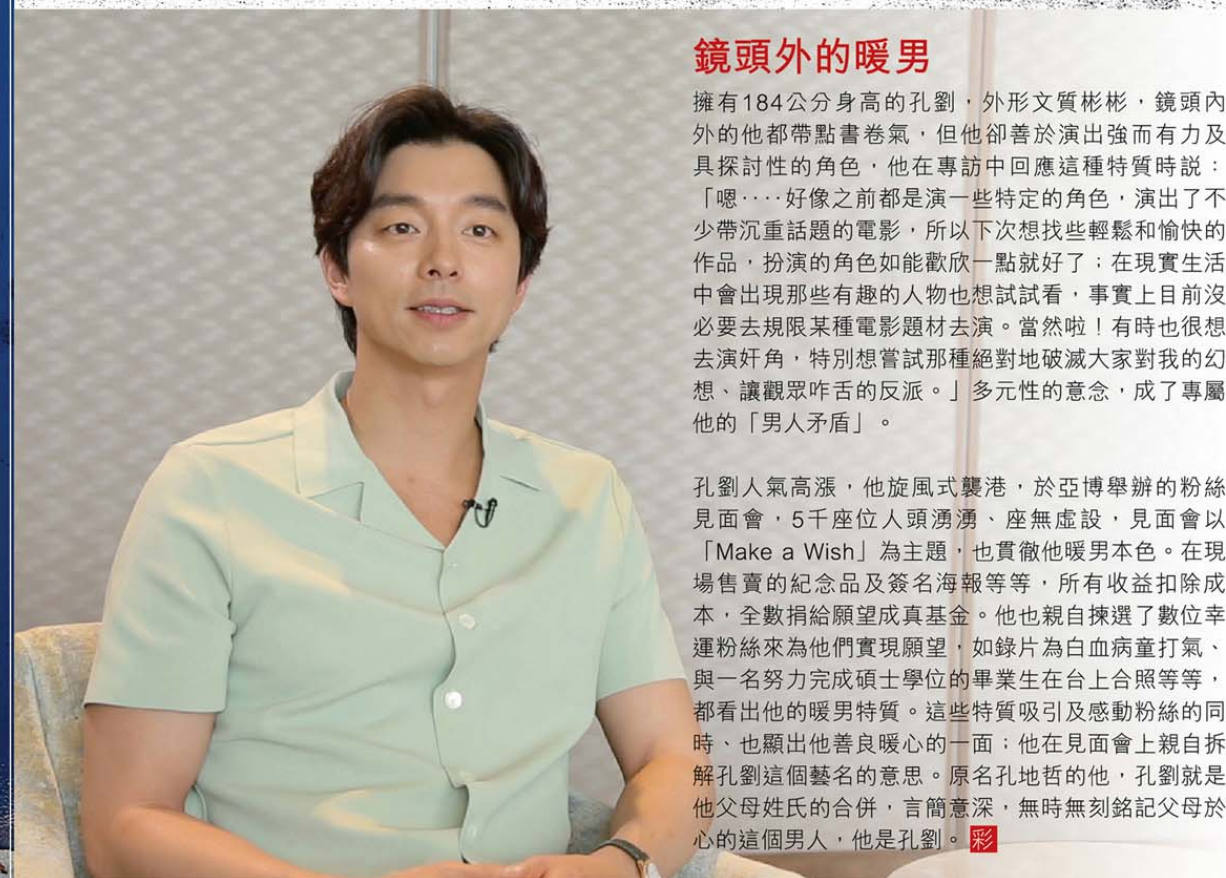 鏡頭外的暖男
擁有184公分身高的孔劉，外形文質彬彬，鏡頭內
外的他都帶點書卷氣，但他卻善於演出強而有力及
具探討性的角色，他在專訪中回應這種特質時説：
「嗯‥‥好像之前都是演一些特定的角色，演出了不
少帶沉重話題的電影，所以下次想找些輕鬆和愉快的
作品，扮演的角色如能歡欣一點就好了；在現實生活
中會出現那些有趣的人物也想試試看，事實上目前沒
必要去規限某種電影題材去演。當然啦！有時也很想
去演奸角，特別想嘗試那種絕對地破滅大家對我的幻
想、讓觀眾咋舌的反派。」多元性的意念，成了專屬
他的「男人矛盾」。
孔劉人氣高漲，他旋風式襲港，於亞博舉辦的粉絲
見面會，5千座位人頭湧湧、座無虛設，見面會以
「Make a Wish」為主題，也貫徹他暖男本色。在現
場售賣的紀念品及簽名海報等等，所有收益扣除成
本，全數捐給願望成真基金。他也親自揀選了數位幸
運粉絲來為他們實現願望，如錄片為白血病童打氣、
與一名努力完成碩士學位的畢業生在台上合照等等，
都看出他的暖男特質。這些特質吸引及感動粉絲的同
時、也顯出他善良暖心的一面；他在見面會上親自拆
解孔劉這個藝名的意思。原名孔地哲的他，孔劉就是
他父母姓氏的合併，言簡意深，無時無刻銘記父母於
心的這個男人，他是孔劉。彩